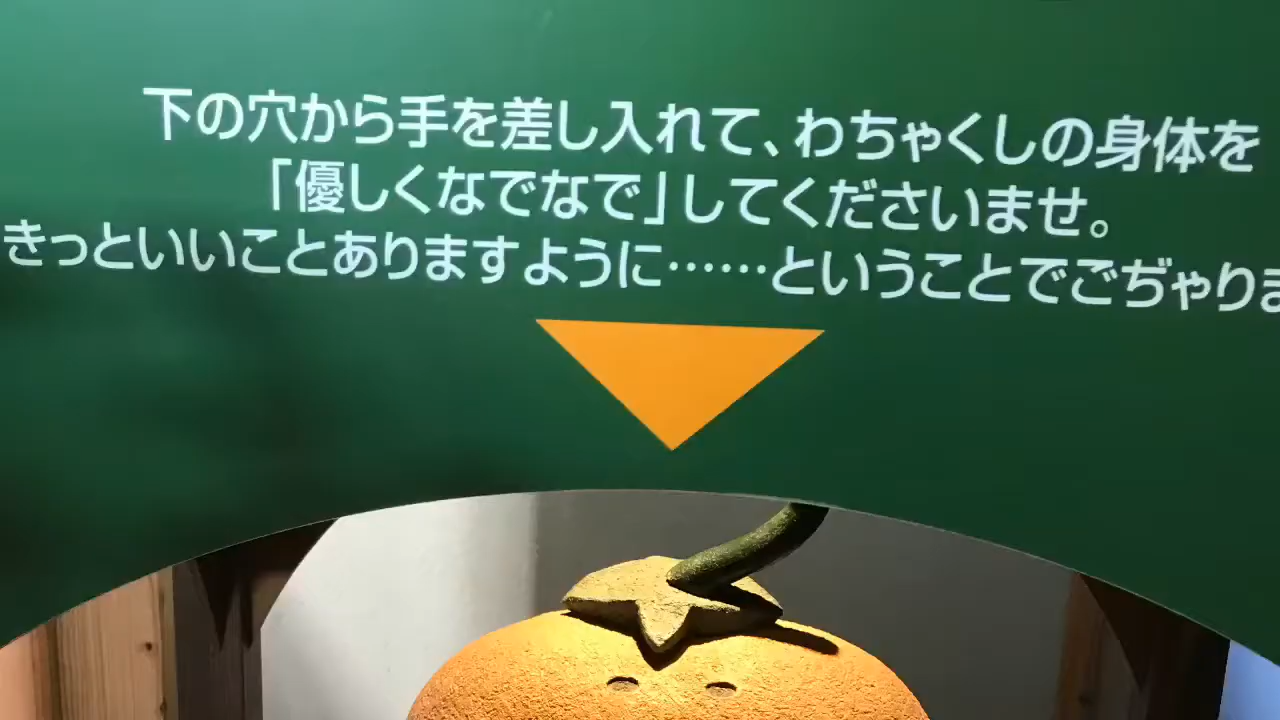 下の穴から手を差し入れて、わちゃくしの身体を
「優しくなでなで」してくださいませ。
きっといいことありますように……ということでごぢゃりま